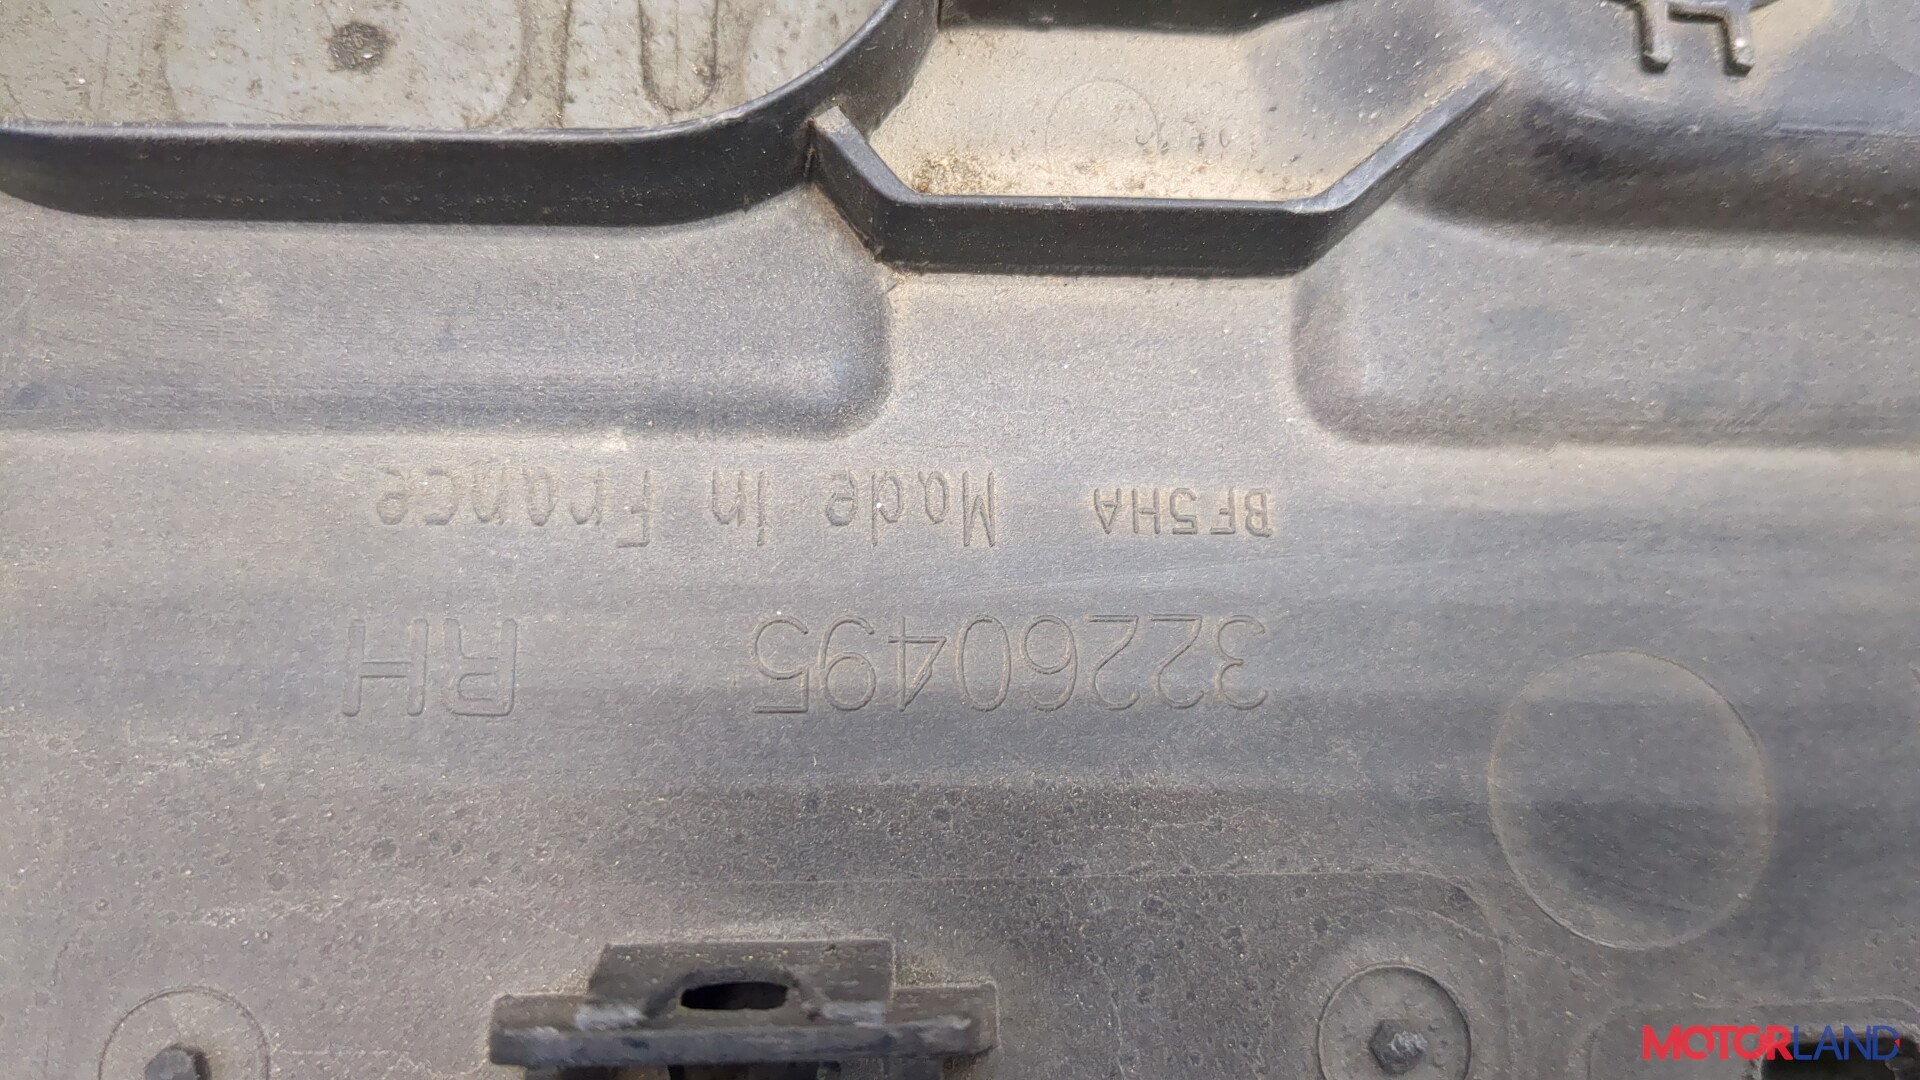 32260495 RH
BF5HA Made in France
MOTORLAND